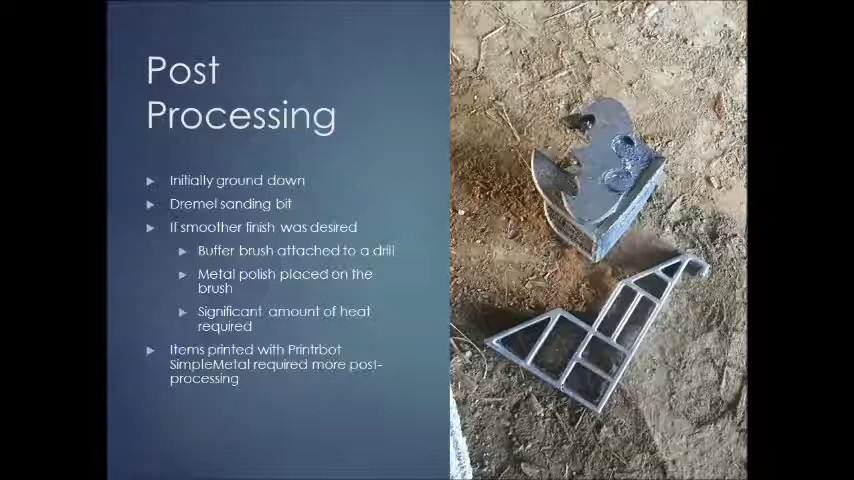 Post
Processing
Initially ground down
Dremel sanding bit
If smoother finish was desired
Buffer brush attached to a drill
Metal polish placed on the
brush
Significant amount of heat
required
Items printed with Printrbot
SimpleMetal required more post-
processing